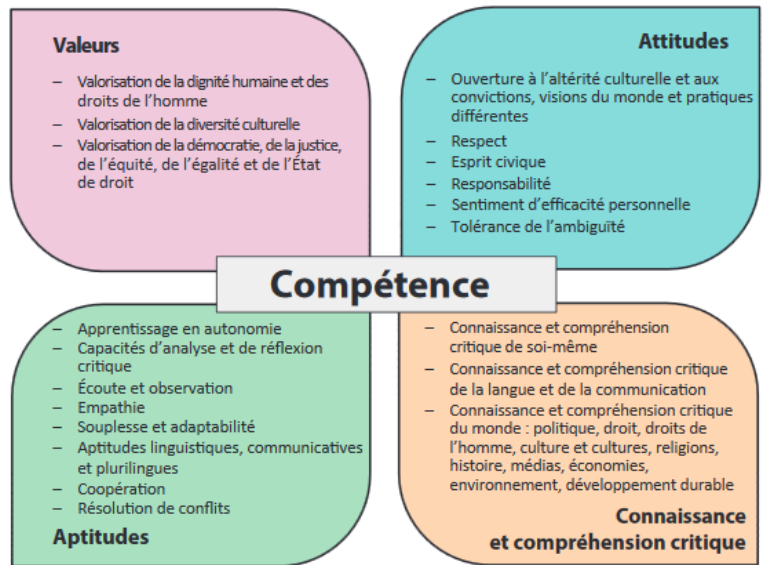 Valeurs
– Valorisation de la dignité humaine et des
droits de l'homme
– Valorisation de la diversité culturelle
– Valorisation de la démocratie, de la justice,
de l'équité, de l'égalité et de l'État
de droit
Attitudes
– Ouverture à l'altérité culturelle et aux
convictions, visions du monde et pratiques
différentes
– Respect
– Esprit civique
– Responsabilité
– Sentiment d'efficacité personnelle
– Tolérance de l'ambiguïté
Compétence
– Apprentissage en autonomie
– Capacités d'analyse et de réflexion
critique
– Écoute et observation
– Empathie
– Souplesse et adaptabilité
– Aptitudes linguistiques, communicatives
et plurilingues
– Coopération
– Résolution de conflits
Aptitudes
– Connaissance et compréhension
critique de soi-même
– Connaissance et compréhension critique
de la langue et de la communication
– Connaissance et compréhension critique
du monde : politique, droit, droits de
l'homme, culture et cultures, religions,
histoire, médias, économies,
environnement, développement durable
Connaissance
et compréhension critique